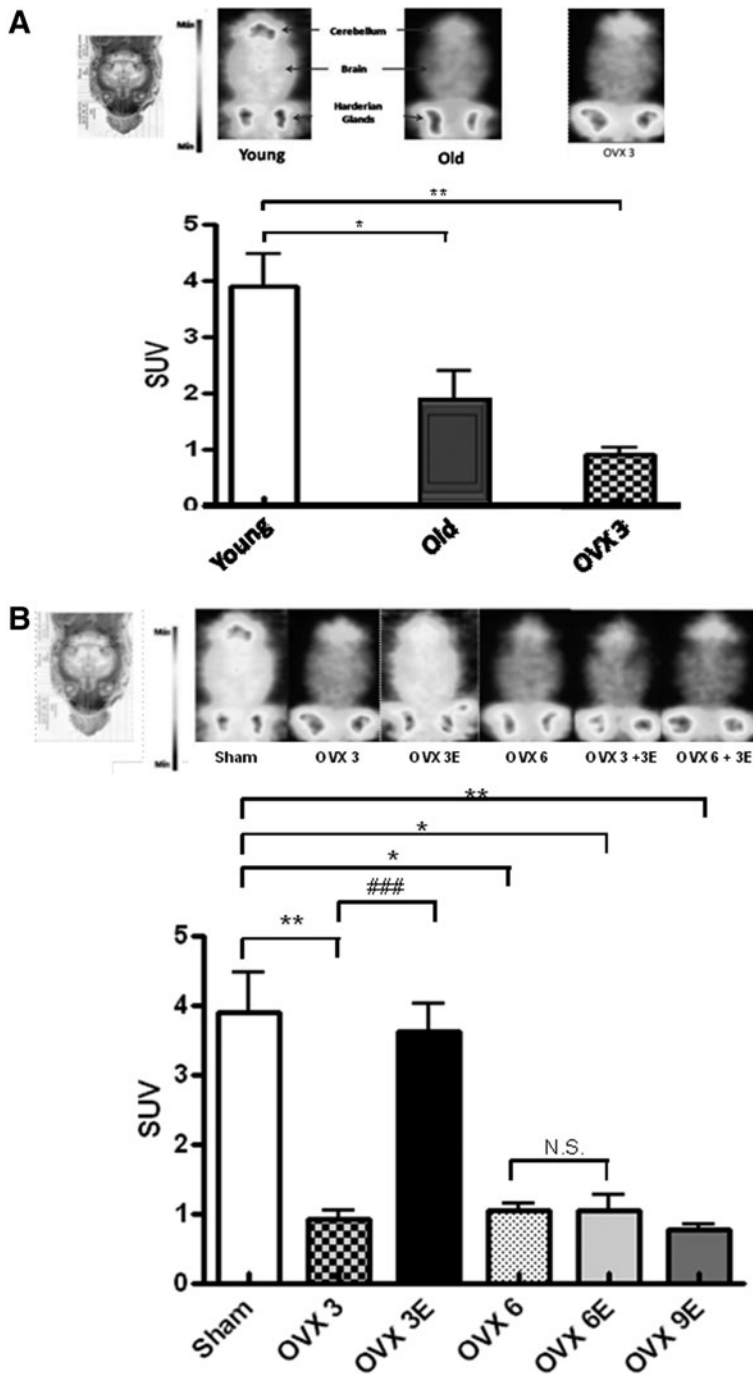 A
Máx
Min
Cerebellum
Brain
Harderian
Glands
Young
Old
OVX 3
**
*
5
4
3
2
1
0
SUV
Young
Old
OVX 3
B
Máx
Min
Sham
OVX 3
OVX 3E
OVX 6
OVX 3 +3E
OVX 6 + 3E
**
*
*
###
**
N.S.
5
4
3
2
1
0
SUV
Sham
OVX 3
OVX 3E
OVX 6
OVX 6E
OVX 9E